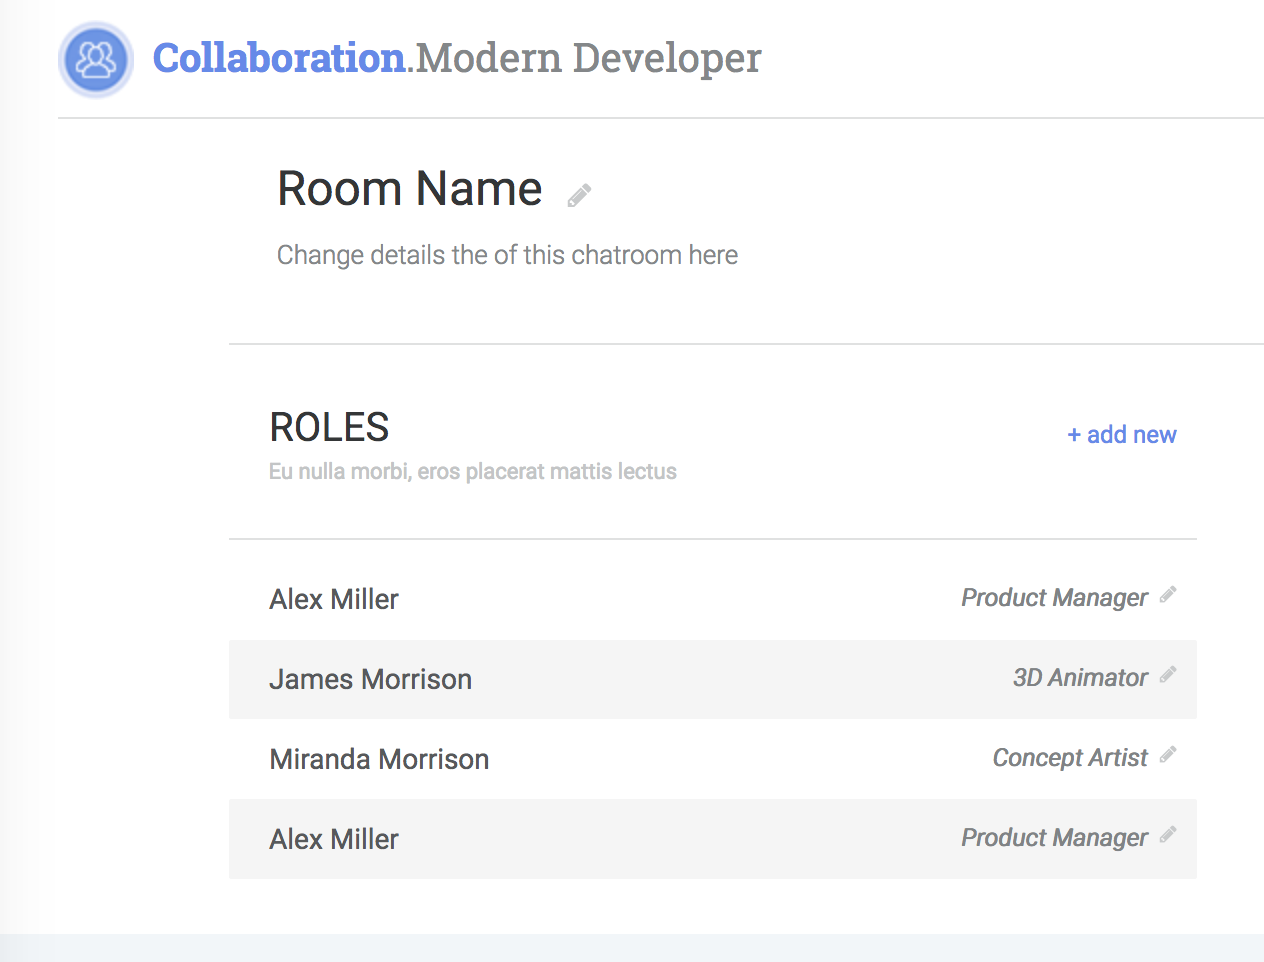 Collaboration.Modern Developer
Room Name
Change details the of this chatroom here
ROLES
+ add new
Eu nulla morbi, eros placerat mattis lectus
Alex Miller Product Manager
James Morrison 3D Animator
Miranda Morrison Concept Artist
Alex Miller Product Manager